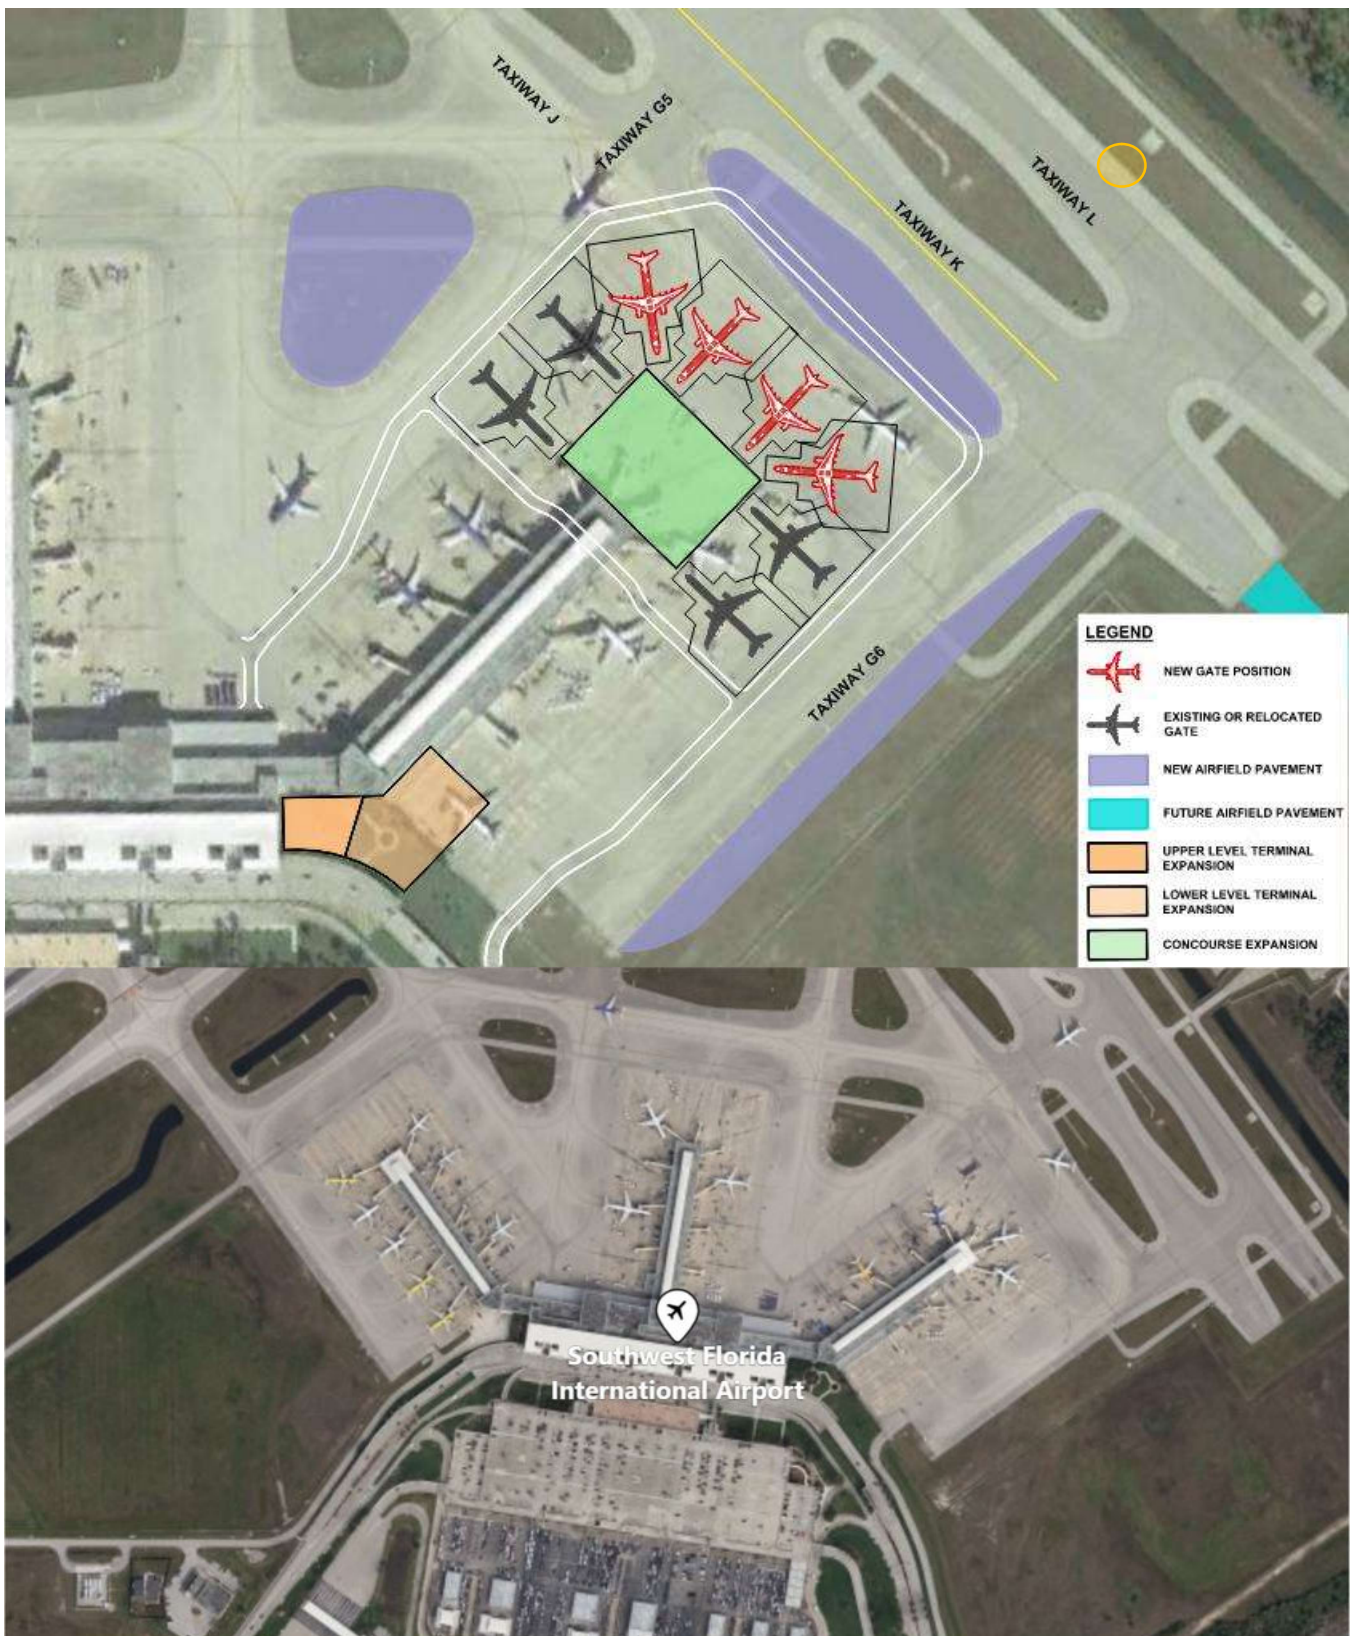 TAXIWAY J
TAXIWAY G5
TAXIWAY L
TAXIWAY K
TAXIWAY G6
LEGEND
NEW GATE POSITION
EXISTING OR RELOCATED
GATE
NEW AIRFIELD PAVEMENT
FUTURE AIRFIELD PAVEMENT
UPPER LEVEL TERMINAL
EXPANSION
LOWER LEVEL TERMINAL
EXPANSION
CONCOURSE EXPANSION
Southwest Florida
International Airport